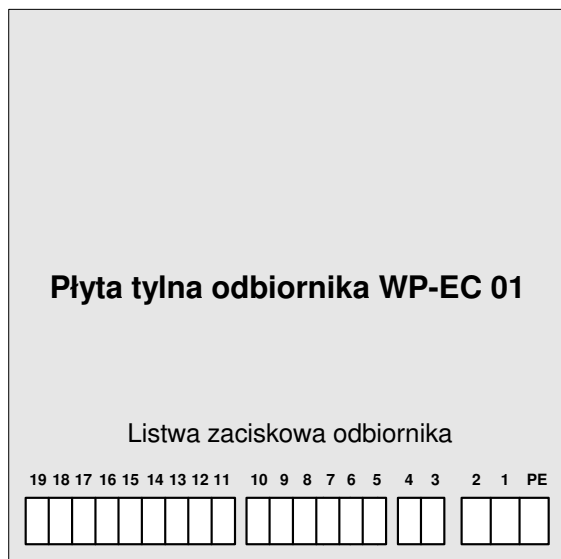 Płyta tylna odbiornika WP-EC 01
Listwa zaciskowa odbiornika
19 18 17 16 15 14 13 12 11 10 9 8 7 6 5 4 3 2 1 PE